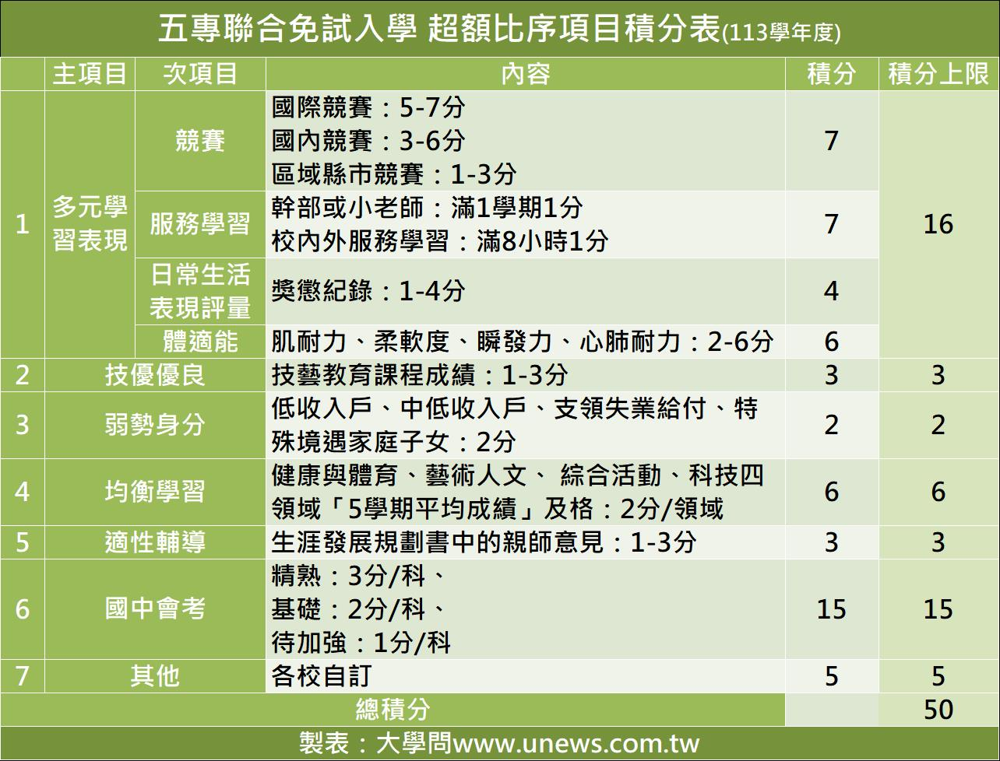 五專聯合免試入學 超額比序項目積分表(113學年度)
主項目 次項目 內容 積分 積分上限
1 多元學習表現 競賽 國際競賽：5-7分
國內競賽：3-6分
區域縣市競賽：1-3分 7 16
服務學習 幹部或小老師：滿1學期1分
校內外服務學習：滿8小時1分 7
日常生活
表現評量 獎懲紀錄：1-4分 4
體適能 肌耐力、柔軟度、瞬發力、心肺耐力：2-6分 6
2 技優優良 技藝教育課程成績：1-3分 3 3
3 弱勢身分 低收入戶、中低收入戶、支領失業給付、特
殊境遇家庭子女：2分 2 2
4 均衡學習 健康與體育、藝術人文、 綜合活動、科技四
領域「5學期平均成績」及格：2分/領域 6 6
5 適性輔導 生涯發展規劃書中的親師意見：1-3分 3 3
6 國中會考 精熟：3分/科、
基礎：2分/科、
待加強：1分/科 15 15
7 其他 各校自訂 5 5
總積分 50
製表：大學問www.unews.com.tw